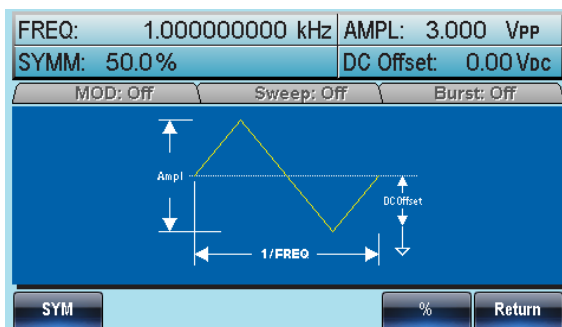 FREQ: 1.000000000 kHz AMPL: 3.000 VPP
SYMM: 50.0% DC Offset: 0.00 VDC
MOD: Off Sweep: Off Burst: Off
Ampl
DC Offset
1/FREQ
SYM % Return